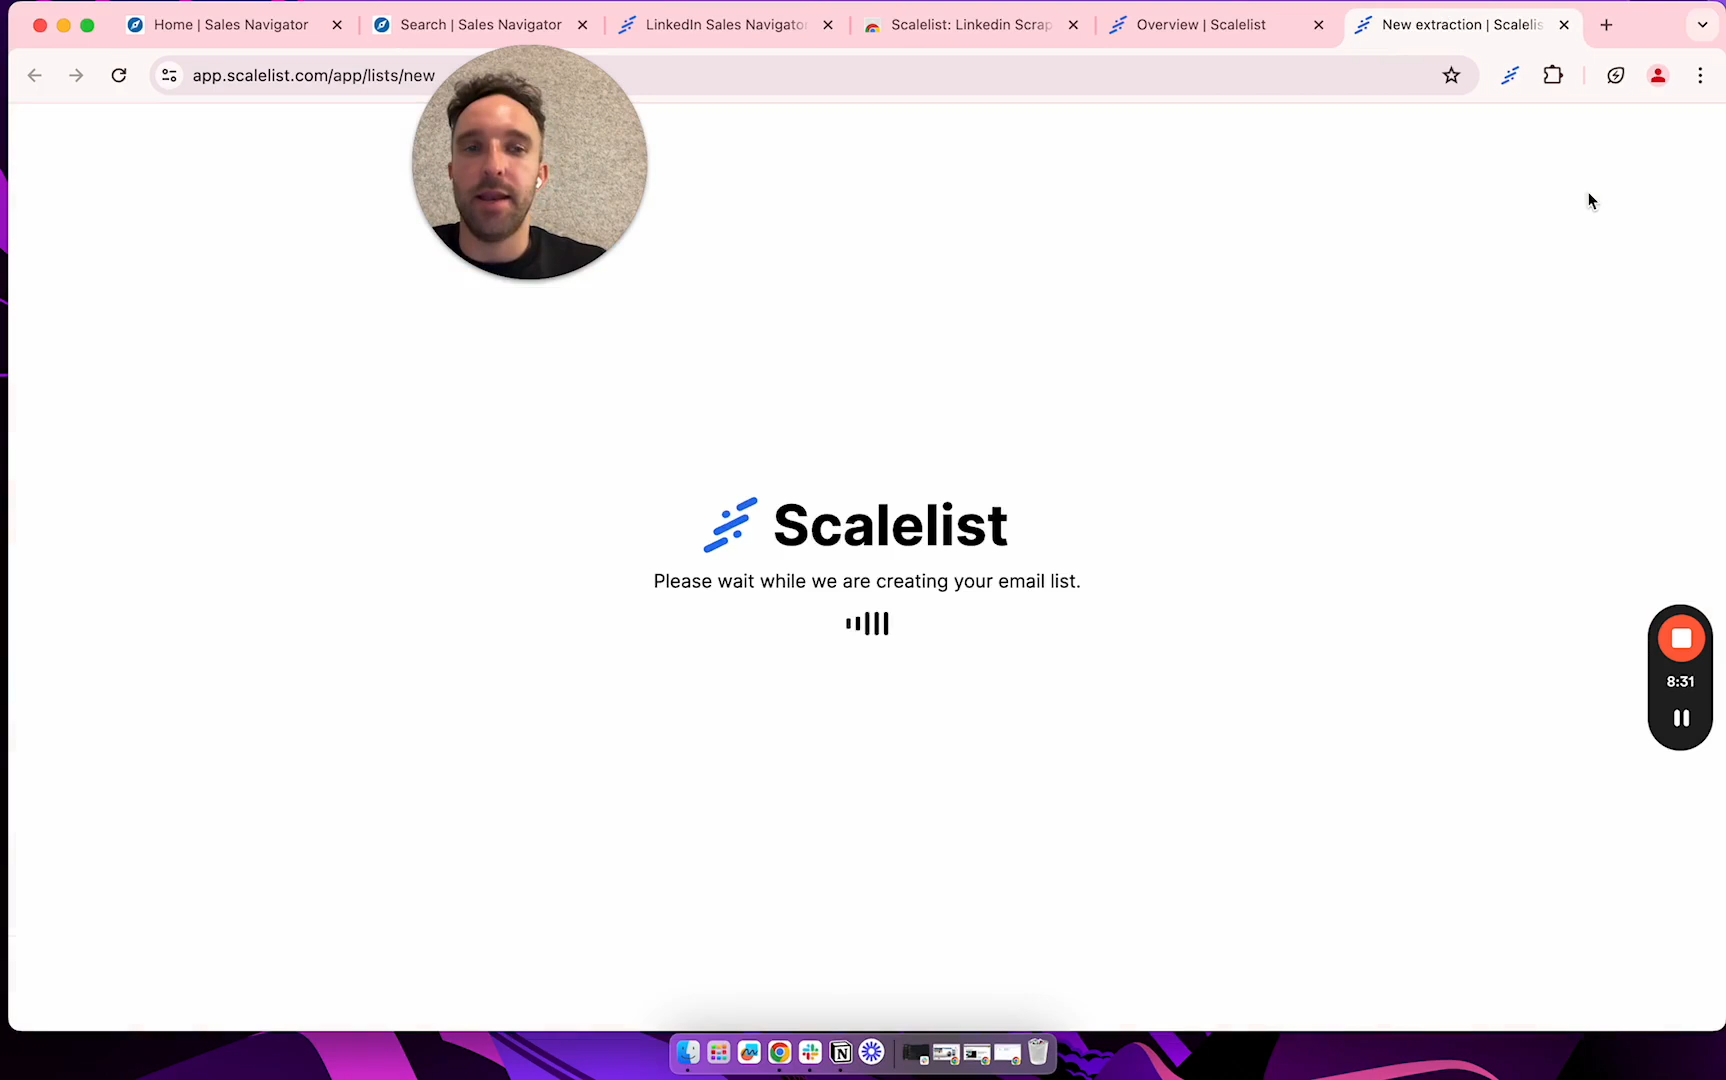 Home | Sales Navigator
Search | Sales Navigator
LinkedIn Sales Navigator
Scalelist: Linkedin Scrap
Overview | Scalelist
New extraction | Scalelis
app.scalelist.com/app/lists/new
Scalelist
Please wait while we are creating your email list.
8:31